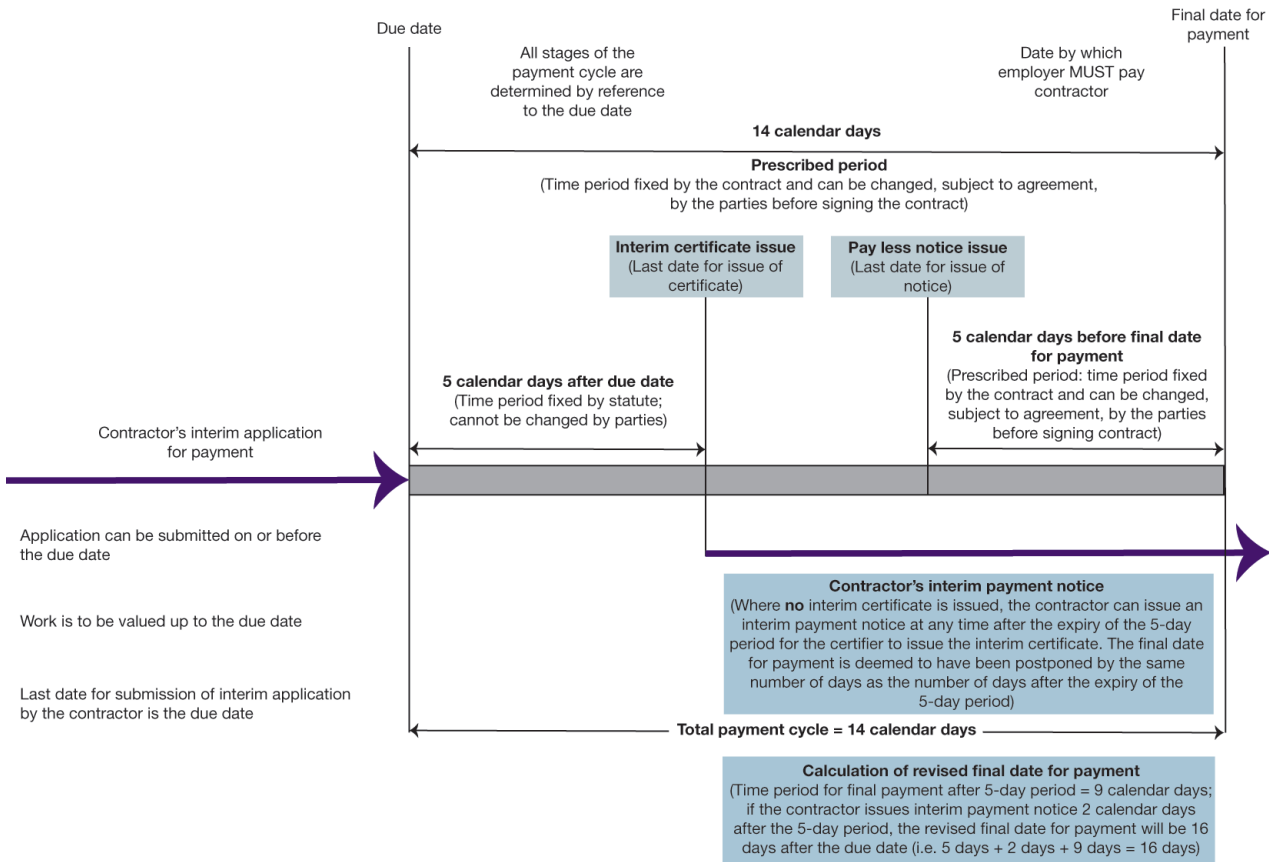 Due date
Final date for
payment
All stages of the
payment cycle are
determined by reference
to the due date
Date by which
employer MUST pay
contractor
14 calendar days
Prescribed period
(Time period fixed by the contract and can be changed, subject to agreement,
by the parties before signing the contract)
Interim certificate issue
(Last date for issue of
certificate)
Pay less notice issue
(Last date for issue of
notice)
5 calendar days after due date
(Time period fixed by statute;
cannot be changed by parties)
5 calendar days before final date
for payment
(Prescribed period: time period fixed
by the contract and can be changed,
subject to agreement, by the parties
before signing contract)
Contractor's interim application
for payment
Application can be submitted on or before
the due date
Work is to be valued up to the due date
Last date for submission of interim application
by the contractor is the due date
Contractor's interim payment notice
(Where no interim certificate is issued, the contractor can issue an
interim payment notice at any time after the expiry of the 5-day
period for the certifier to issue the interim certificate. The final date
for payment is deemed to have been postponed by the same
number of days as the number of days after the expiry of the
5-day period)
Total payment cycle = 14 calendar days
Calculation of revised final date for payment
(Time period for final payment after 5-day period = 9 calendar days;
if the contractor issues interim payment notice 2 calendar days
after the 5-day period, the revised final date for payment will be 16
days after the due date (i.e. 5 days + 2 days + 9 days = 16 days)